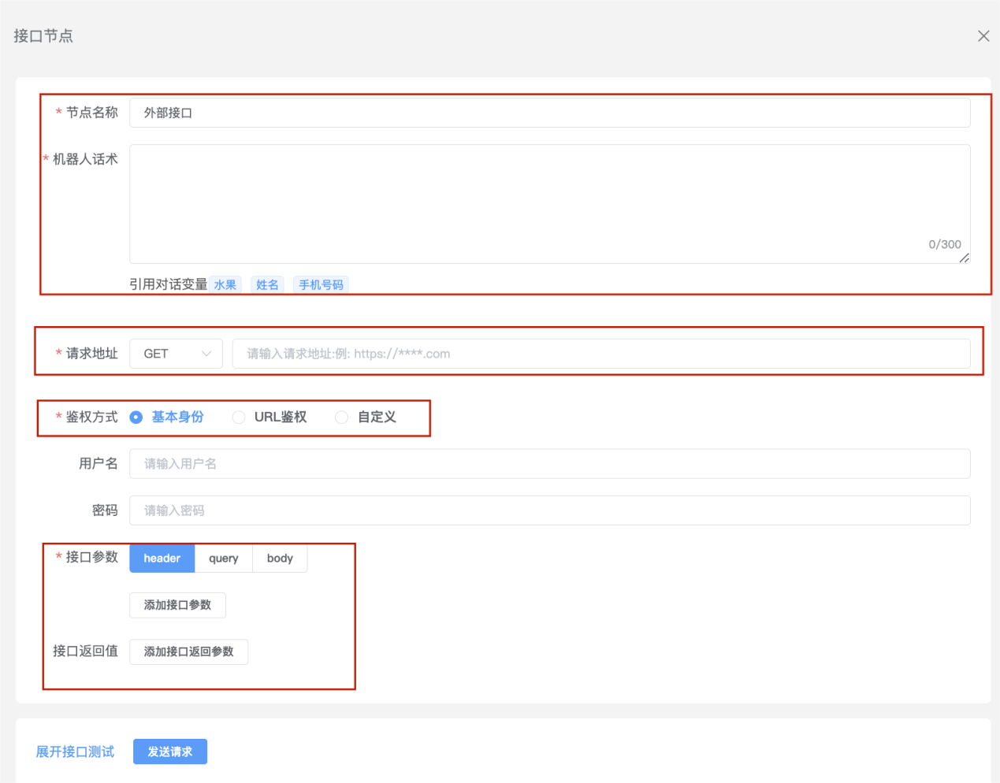 接口节点
* 节点名称 外部接口
* 机器人话术
0/300
引用对话变量 水果 姓名 手机号码
* 请求地址 GET 请输入请求地址:例: https://****.com
* 鉴权方式 基本身份 URL鉴权 自定义
用户名 请输入用户名
密码 请输入密码
* 接口参数 header query body
添加接口参数
接口返回值 添加接口返回参数
展开接口测试 发送请求